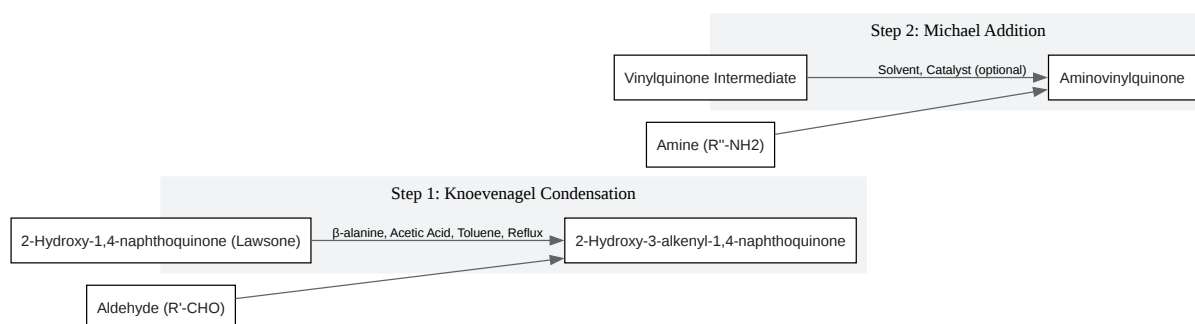 Step 2: Michael Addition
Vinylquinone Intermediate
Solvent, Catalyst (optional)
Aminovinylquinone
Amine (R"-NH2)
Step 1: Knoevenagel Condensation
2-Hydroxy-1,4-naphthoquinone (Lawsone)
β-alanine, Acetic Acid, Toluene, Reflux
2-Hydroxy-3-alkenyl-1,4-naphthoquinone
Aldehyde (R'-CHO)